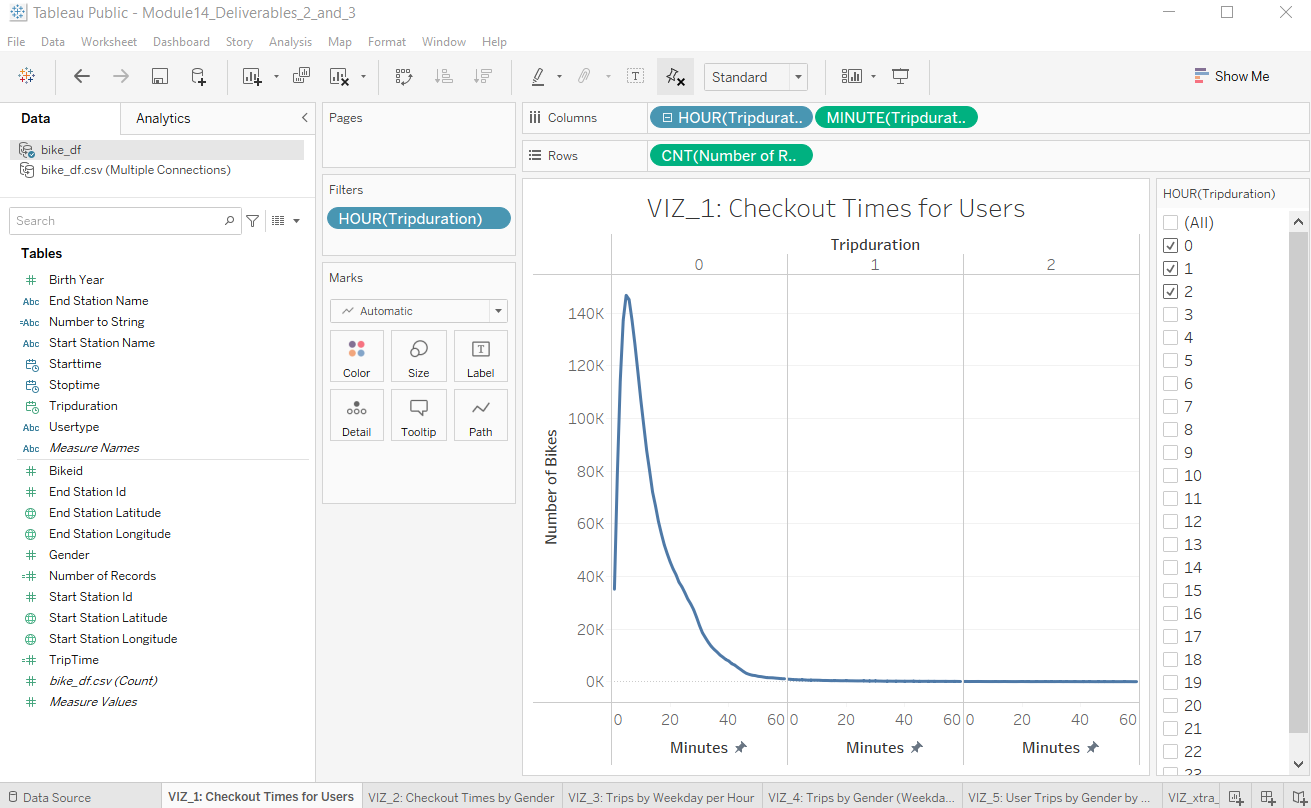 Tableau Public - Module14_Deliverables_2_and_3
File Data Worksheet Dashboard Story Analysis Map Format Window Help
Standard
Show Me
Data
Analytics
bike_df
bike_df.csv (Multiple Connections)
Search
Tables
# Birth Year
Abc End Station Name
=Abc Number to String
Abc Start Station Name
Starttime
Stoptime
Tripduration
Abc Usertype
Abc Measure Names
# Bikeid
# End Station Id
End Station Latitude
End Station Longitude
# Gender
=# Number of Records
# Start Station Id
Start Station Latitude
Start Station Longitude
=# TripTime
# bike_df.csv (Count)
# Measure Values
Pages
Filters
HOUR(Tripduration)
Marks
Automatic
Color Size Label
Detail Tooltip Path
Columns HOUR(Tripdurat.. MINUTE(Tripdurat..
Rows CNT(Number of R..
VIZ_1: Checkout Times for Users
Tripduration
0 1 2
Number of Bikes
140K
120K
100K
80K
60K
40K
20K
0K
0 20 40 60 0 20 40 60 0 20 40 60
Minutes Minutes Minutes
HOUR(Tripduration)
(All)
0
1
2
3
4
5
6
7
8
9
10
11
12
13
14
15
16
17
18
19
20
21
22
23
Data Source
VIZ_1: Checkout Times for Users
VIZ_2: Checkout Times by Gender
VIZ_3: Trips by Weekday per Hour
VIZ_4: Trips by Gender (Weekda...
VIZ_5: User Trips by Gender by ...
VIZ_xtra_